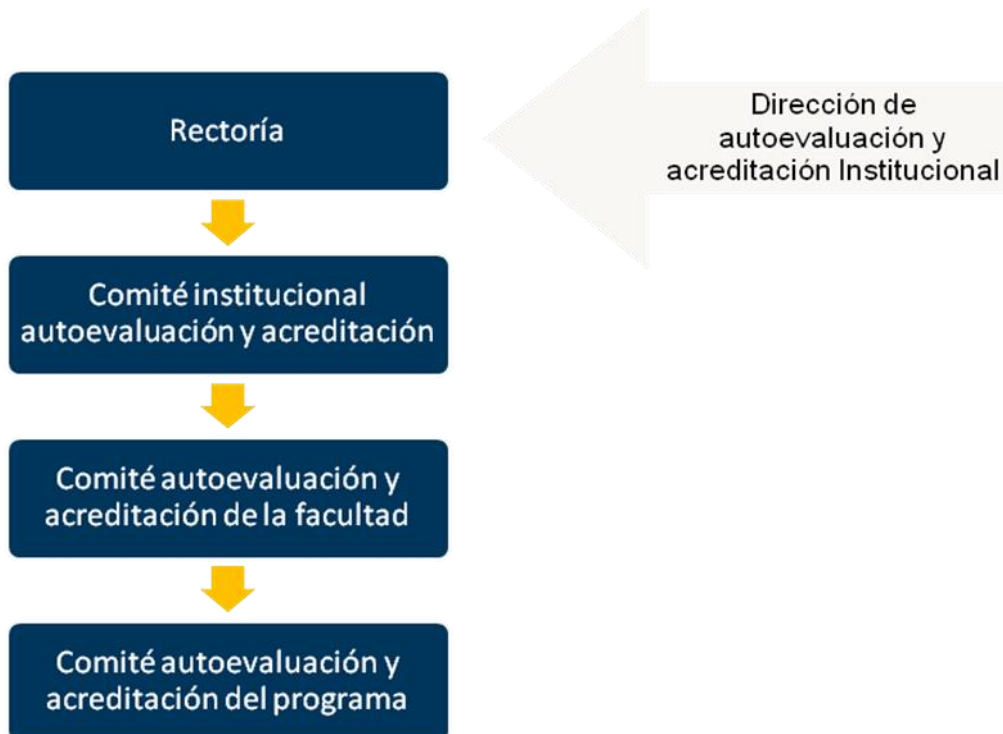 Rectoría
Dirección de
autoevaluación y
acreditación Institucional
Comité institucional
autoevaluación y acreditación
Comité autoevaluación y
acreditación de la facultad
Comité autoevaluación y
acreditación del programa